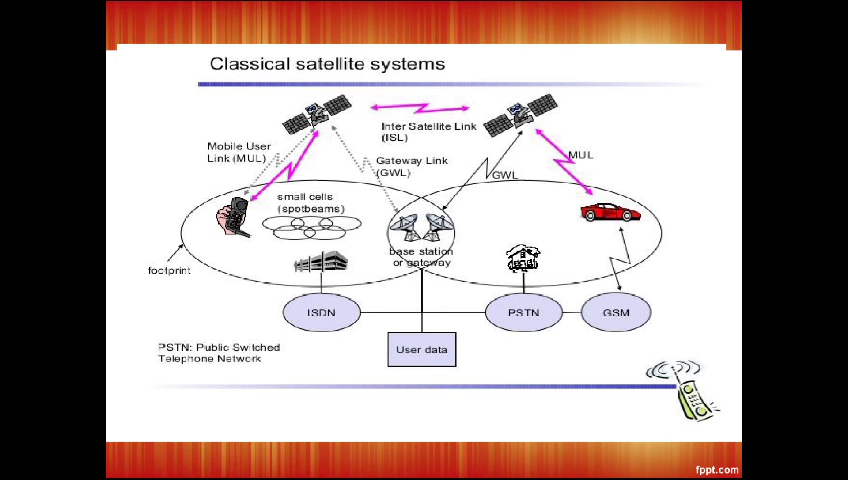 Classical satellite systems
Inter Satellite Link
(ISL)
Mobile User
Link (MUL)
MUL
Gateway Link
(GWL)
GWL
small cells
(spotbeams)
base station
or gateway
footprint
ISDN
PSTN
GSM
User data
PSTN: Public Switched
Telephone Network
fppt.com